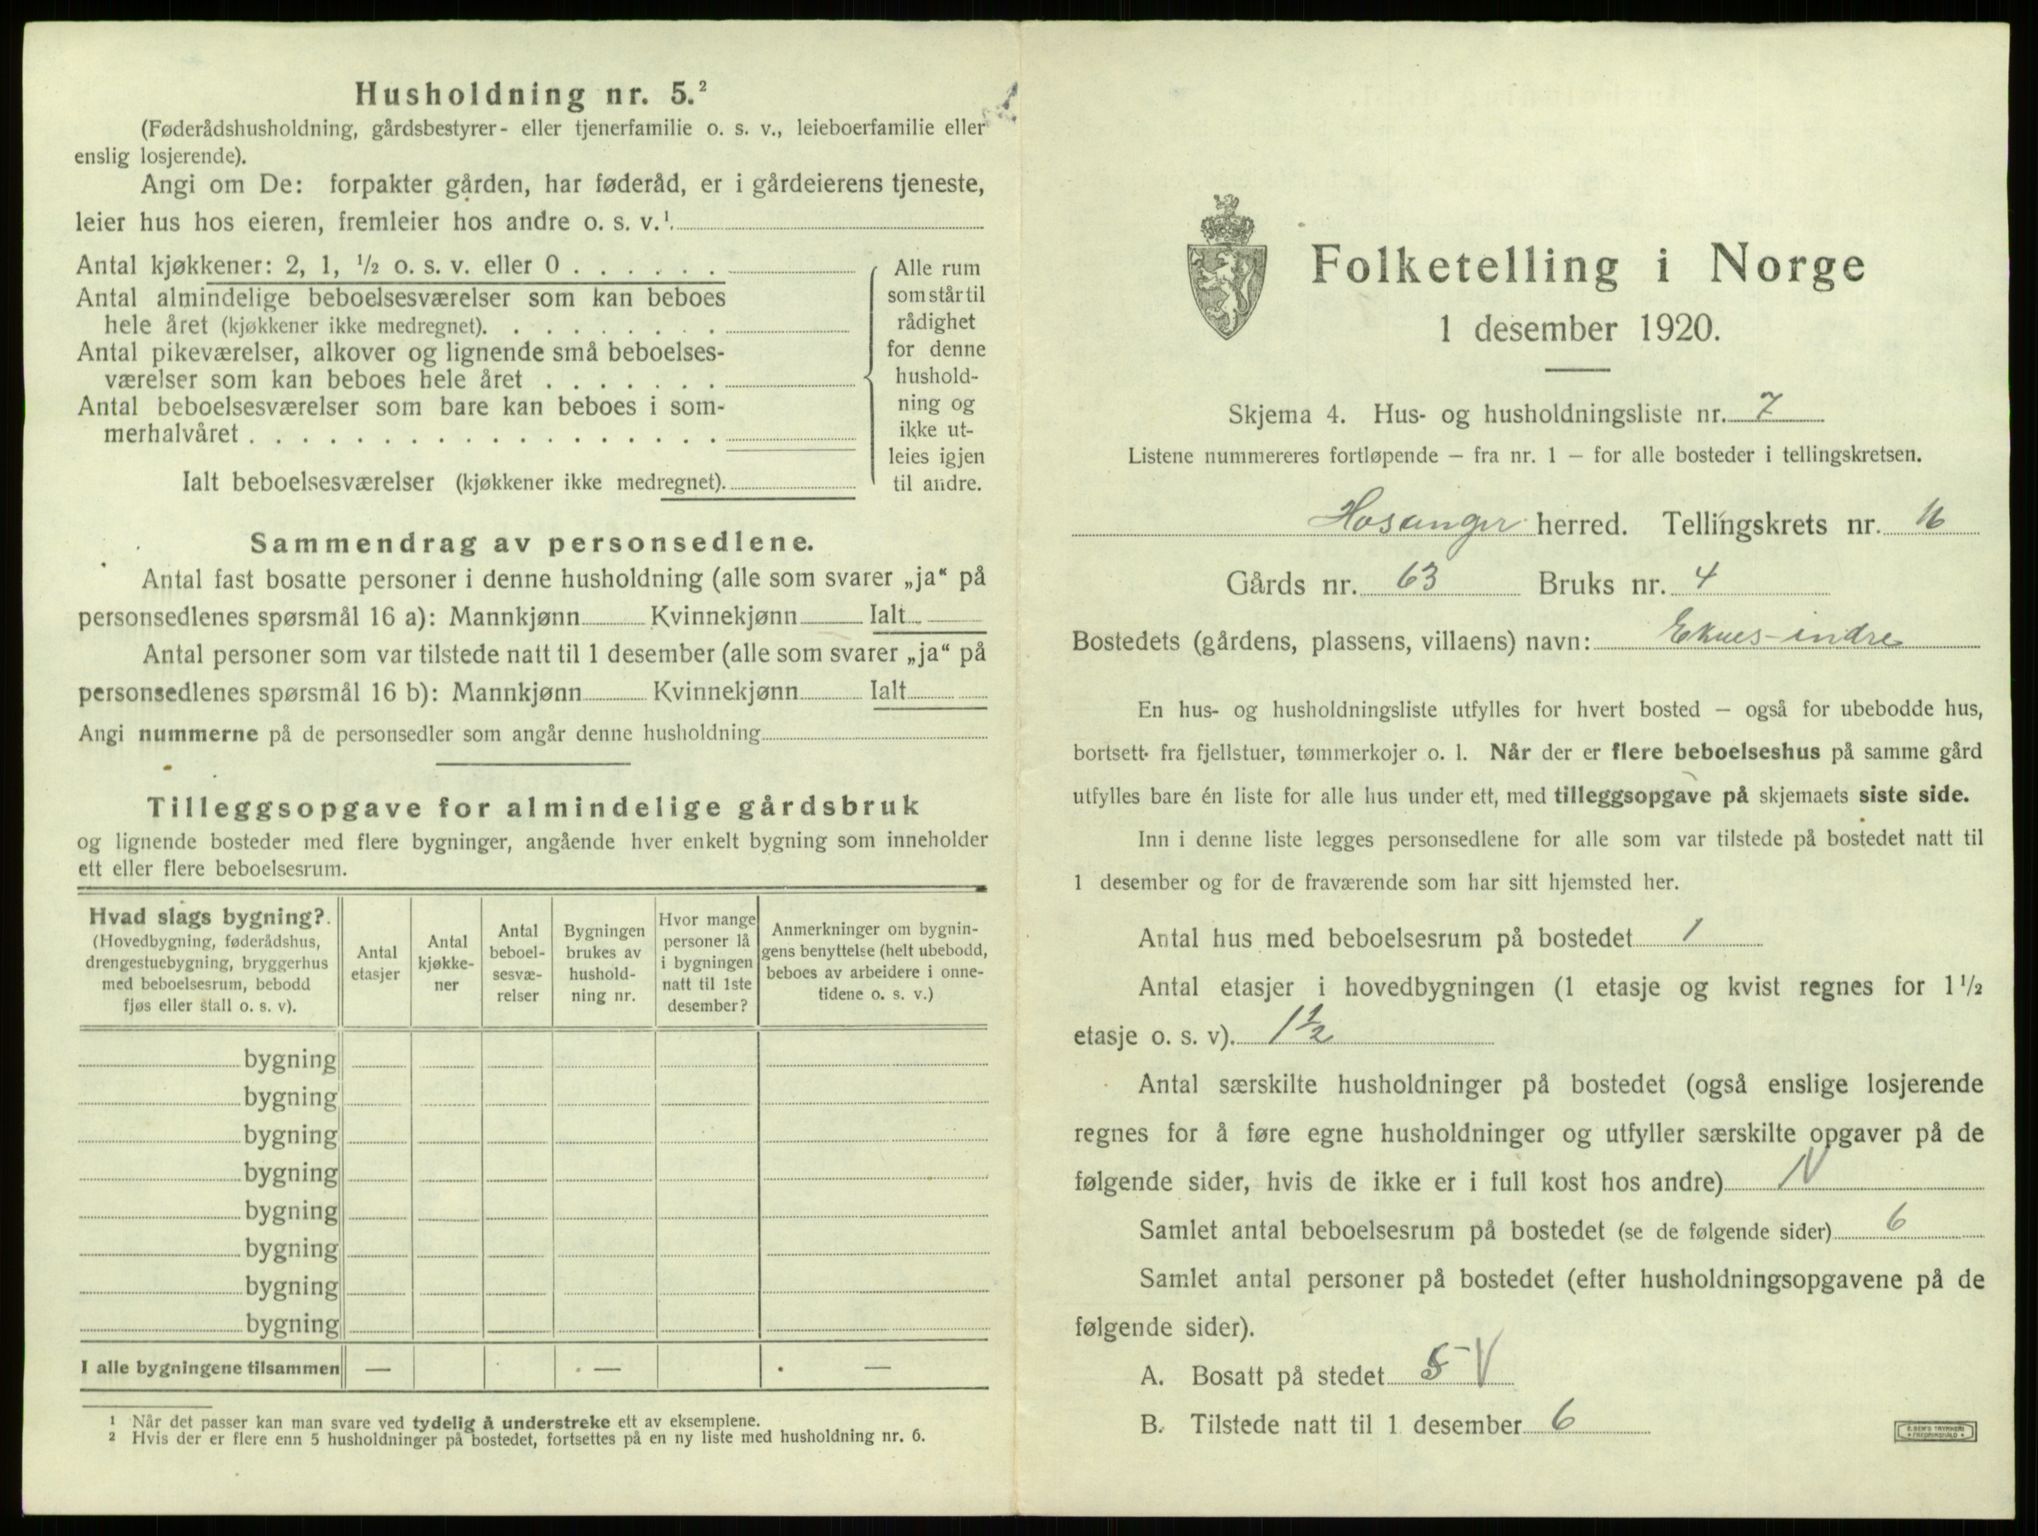 Husholdning nr. 5.²
(Føderådshusholdning, gårdsbestyrer- eller tjenerfamilie o. s. v., leieboerfamilie eller
enslig losjerende).
Angi om De: forpakter gården, har føderåd, er i gårdeierens tjeneste,
leier hus hos eieren, fremleier hos andre o. s. v.¹
Antal kjøkkener: 2, 1, ½ o. s. v. eller 0 . . . . . .
Antal almindelige beboelsesværelser som kan beboes
hele året (kjøkkener ikke medregnet). . . . . . . . .
Antal pikeværelser, alkover og lignende små beboelses-
værelser som kan beboes hele året . . . . . . .
Antal beboelsesværelser som bare kan beboes i som-
merhalvåret . . . . . . . . . . . . . . . . . .
Ialt beboelsesværelser (kjøkkener ikke medregnet).
Alle rum
som står til
rådighet
for denne
hushold-
ning og
ikke ut-
leies igjen
til andre.
Sammendrag av personsedlene.
Antal fast bosatte personer i denne husholdning (alle som svarer „ja“ på
personsedlenes spørsmål 16 a): Mannkjønn Kvinnekjønn Ialt
Antal personer som var tilstede natt til 1 desember (alle som svarer „ja“ på
personsedlenes spørsmål 16 b): Mannkjønn Kvinnekjønn Ialt
Angi nummerne på de personsedler som angår denne husholdning
Tilleggsopgave for almindelige gårdsbruk
og lignende bosteder med flere bygninger, angående hver enkelt bygning som inneholder
ett eller flere beboelsesrum.
Hvad slags bygning?
(Hovedbygning, føderådshus,
drengestuebygning, bryggerhus
med beboelsesrum, bebodd
fjøs eller stall o. s. v).
Antal
etasjer
Antal
kjøkke-
ner
Antal
beboel-
sesvæ-
relser
Bygningen
brukes av
hushold-
ning nr.
Hvor mange
personer lå
i bygningen
natt til 1ste
desember?
Anmerkninger om bygnin-
gens benyttelse (helt ubebodd,
beboes av arbeidere i onne-
tidene o. s. v.)
bygning
bygning
bygning
bygning
bygning
bygning
bygning
bygning
I alle bygningene tilsammen — — —
¹ Når det passer kan man svare ved tydelig å understreke ett av eksemplene.
² Hvis der er flere enn 5 husholdninger på bostedet, fortsettes på en ny liste med husholdning nr. 6.
Folketelling i Norge
1 desember 1920.
Skjema 4. Hus- og husholdningsliste nr. 7
Listene nummereres fortløpende – fra nr. 1 – for alle bosteder i tellingskretsen.
Hosanger herred. Tellingskrets nr. 16
Gårds nr. 63 Bruks nr. 4
Bostedets (gårdens, plassens, villaens) navn: Eknes-indre
En hus- og husholdningsliste utfylles for hvert bosted – også for ubebodde hus,
bortsett fra fjellstuer, tømmerkojer o. l. Når der er flere beboelseshus på samme gård
utfylles bare én liste for alle hus under ett, med tilleggsopgave på skjemaets siste side.
Inn i denne liste legges personsedlene for alle som var tilstede på bostedet natt til
1 desember og for de fraværende som har sitt hjemsted her.
Antal hus med beboelsesrum på bostedet 1
Antal etasjer i hovedbygningen (1 etasje og kvist regnes for 1½
etasje o. s. v). 1½
Antal særskilte husholdninger på bostedet (også enslige losjerende
regnes for å føre egne husholdninger og utfyller særskilte opgaver på de
følgende sider, hvis de ikke er i full kost hos andre)
Samlet antal beboelsesrum på bostedet (se de følgende sider) 6
Samlet antal personer på bostedet (efter husholdningsopgavene på de
følgende sider).
A. Bosatt på stedet 5
B. Tilstede natt til 1 desember 6